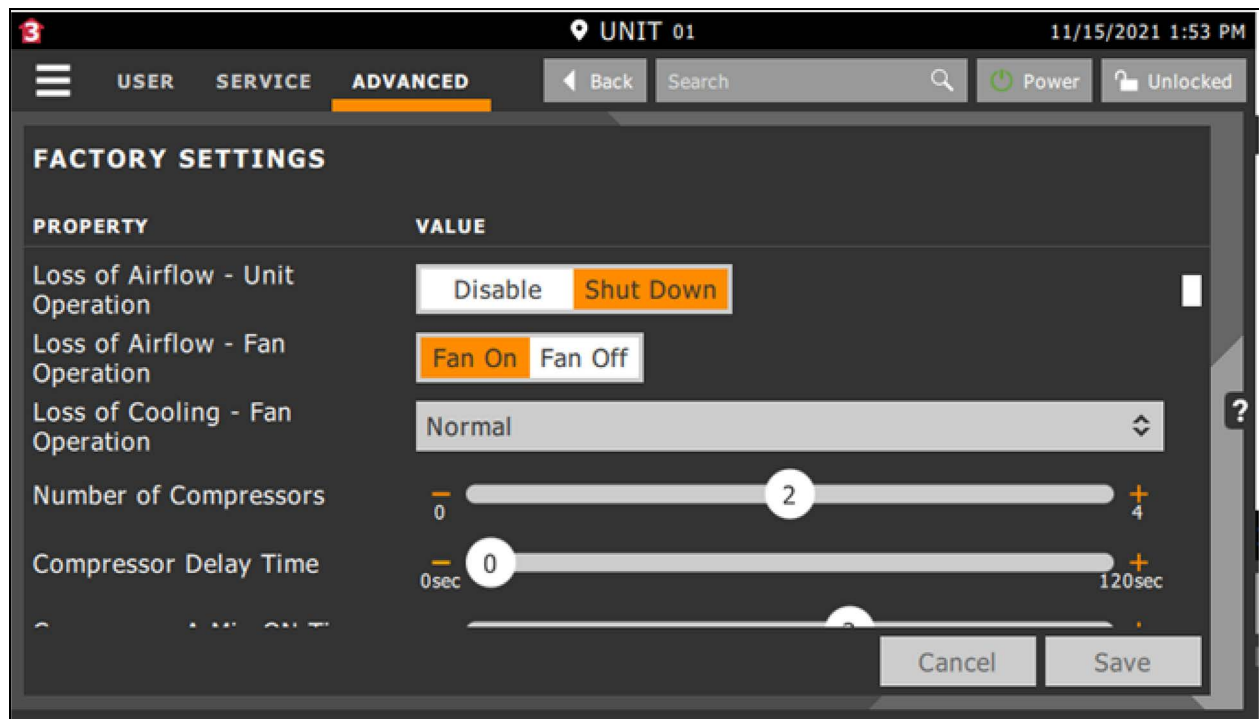 3
UNIT 01
11/15/2021 1:53 PM
USER SERVICE ADVANCED
Back
Search
Power
Unlocked
FACTORY SETTINGS
PROPERTY VALUE
Loss of Airflow - Unit
Operation
Disable Shut Down
Loss of Airflow - Fan
Operation
Fan On Fan Off
Loss of Cooling - Fan
Operation
Normal
?
Number of Compressors
− 0
2
+ 4
Compressor Delay Time
− 0sec
0
+ 120sec
Cancel Save